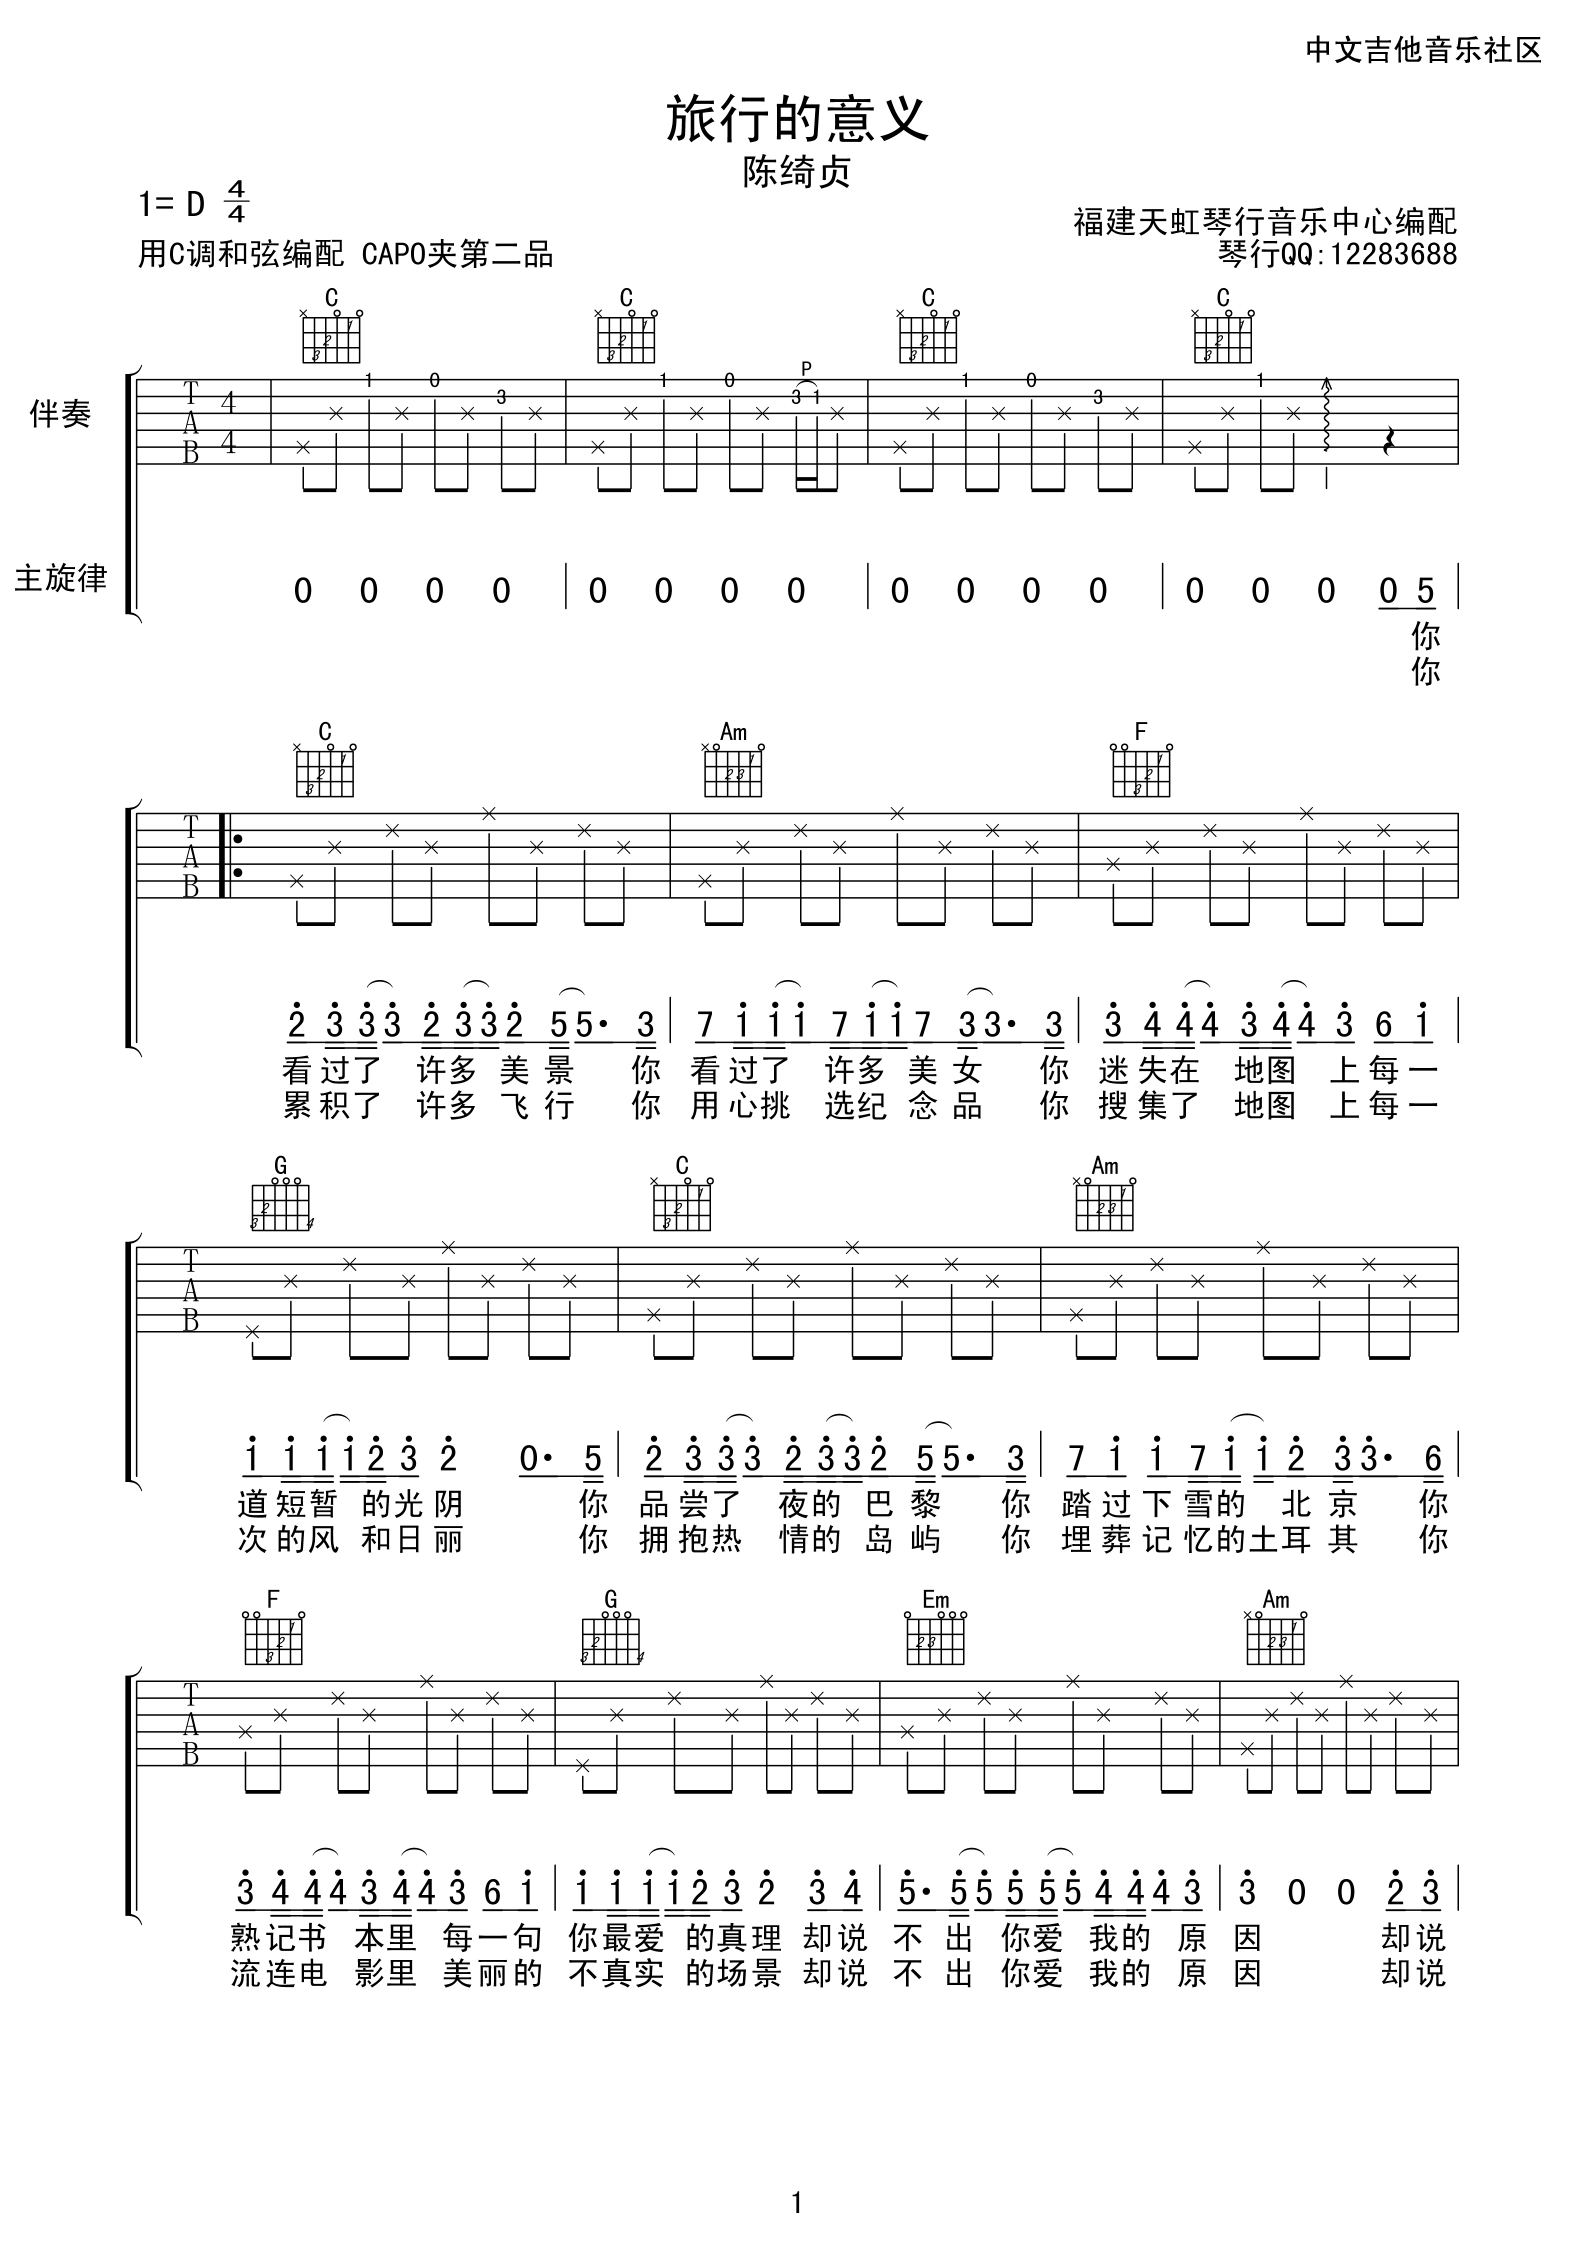 中文吉他音乐社区
旅行的意义
陈绮贞
1= D 4/4
福建天虹琴行音乐中心编配
用C调和弦编配 CAPO夹第二品
琴行QQ:12283688
C C C C
伴奏
T A B 4/4 1 0 3 1 0 P 3 1 1 0 3 1
主旋律
0 0 0 0 | 0 0 0 0 | 0 0 0 0 | 0 0 0 0 5 |
你
你
C Am F
T A B
2 3 3 3 2 3 3 2 5 5· 3 | 7 1 1 1 7 1 1 7 3 3· 3 | 3 4 4 4 3 4 4 3 6 1 |
看过了 许多 美景 你 看过了 许多 美女 你 迷失在 地图 上每一
累积了 许多 飞行 你 用心挑 选纪 念品 你 搜集了 地图 上每一
G C Am
T A B
1 1 1 1 2 3 2 0· 5 | 2 3 3 3 2 3 3 2 5 5· 3 | 7 1 1 7 1 1 2 3 3· 6 |
道短暂 的光阴 你 品尝了 夜的 巴黎 你 踏过下雪的 北京 你
次的风 和日丽 你 拥抱热 情的 岛屿 你 埋葬记忆的土耳其 你
F G Em Am
T A B
3 4 4 4 3 4 4 3 6 1 | 1 1 1 1 2 3 2 3 4 | 5· 5 5 5 5 5 4 4 4 3 | 3 0 0 2 3 |
熟记书 本里 每一句 你最爱 的真理 却说 不 出 你爱 我的 原因 却说
流连电 影里 美丽的 不真实 的场景 却说 不 出 你爱 我的 原因 却说
1